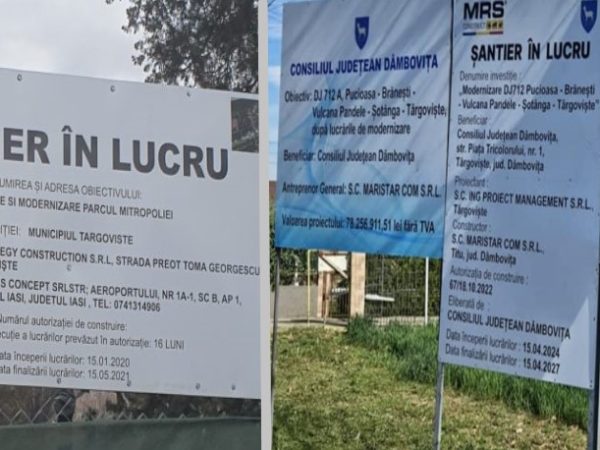 ER ÎN LUCRU
UMIREA ȘI ADRESA OBIECTIVULUI:
E SI MODERNIZARE PARCUL MITROPOLIEI
IȚIEI: MUNICIPIUL TARGOVISTE
EGY CONSTRUCTION S.R.L, STRADA PREOT TOMA GEORGESCU
IȘTE
S CONCEPT SRLSTR; AEROPORTULUI, NR 1A-1, SC B, AP 1,
L IASI, JUDETUL IASI , TEL: 0741314906
Numărul autorizației de construire:
ecuție a lucrărilor prevăzut în autorizație: 16 LUNI
ata începerii lucrărilor: 15.01.2020
Data finalizării lucrărilor: 15.05.2021
CONSILIUL JUDEȚEAN DÂMBOVIȚA
Obiectiv: DJ 712 A, Pucioasa - Brănești -
Vulcana Pandele - Șotânga - Târgoviște,
după lucrările de modernizare
Beneficiar: Consiliul Județean Dâmbovița
Antreprenor General: S.C. MARISTAR COM S.R.L.
Valoarea proiectului: 78.256.911,51 lei fără TVA
MRS
CONSTRUCT
ȘANTIER ÎN LUCRU
Denumire investiție :
"Modernizare DJ712 Pucioasa - Brănești
- Vulcana Pandele - Șotânga - Târgoviște"
Beneficiar :
Consiliul Județean Dâmbovița,
str. Piața Tricolorului, nr. 1,
Târgoviște, jud. Dâmbovița
Proiectant :
S.C. ING PROIECT MANAGEMENT S.R.L,
Târgoviște
Constructor :
S.C. MARISTAR COM S.R.L.,
Titu, jud. Dâmbovița
Autorizația de construire :
67/18.10.2022
Eliberată de :
CONSILIUL JUDEȚEAN DÂMBOVIȚA
Data începerii lucrărilor : 15.04.2024
Data finalizării lucrărilor : 15.04.2027